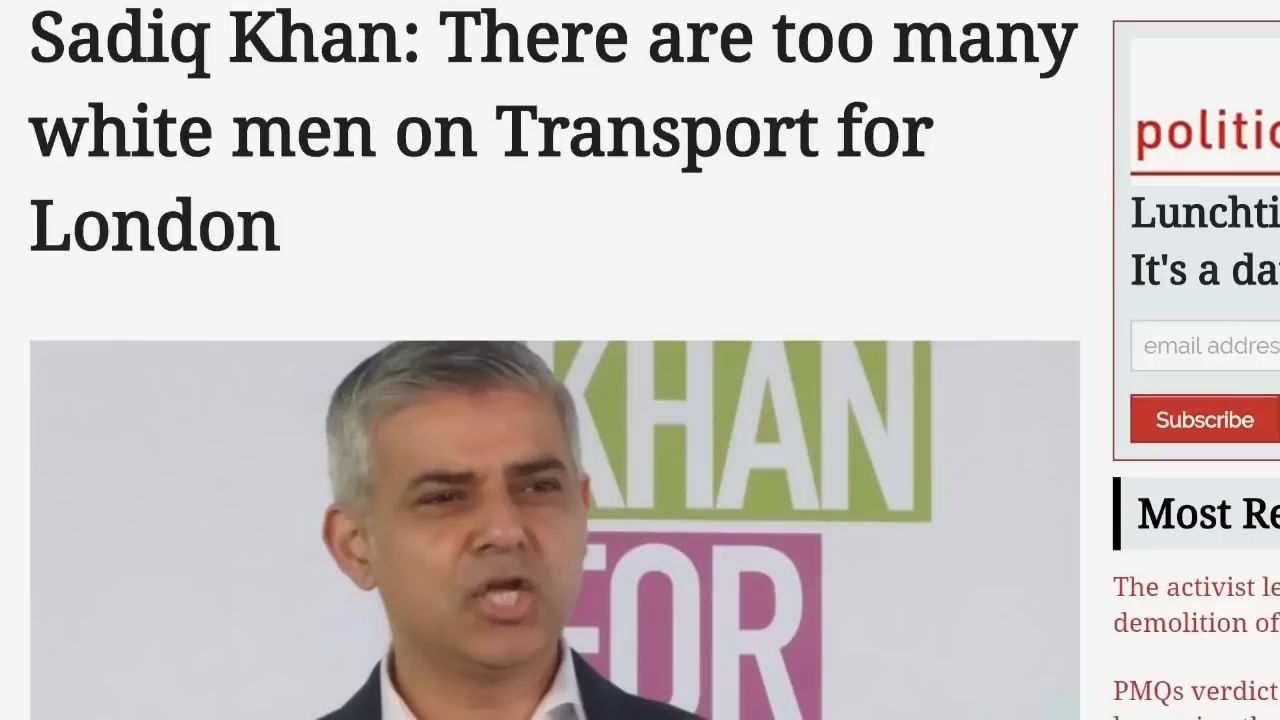 Sadiq Khan: There are too many
white men on Transport for
London
KHAN
FOR
politic
Lunchti
It's a da
email addres
Subscribe
Most Re
The activist le
demolition of
PMQs verdict